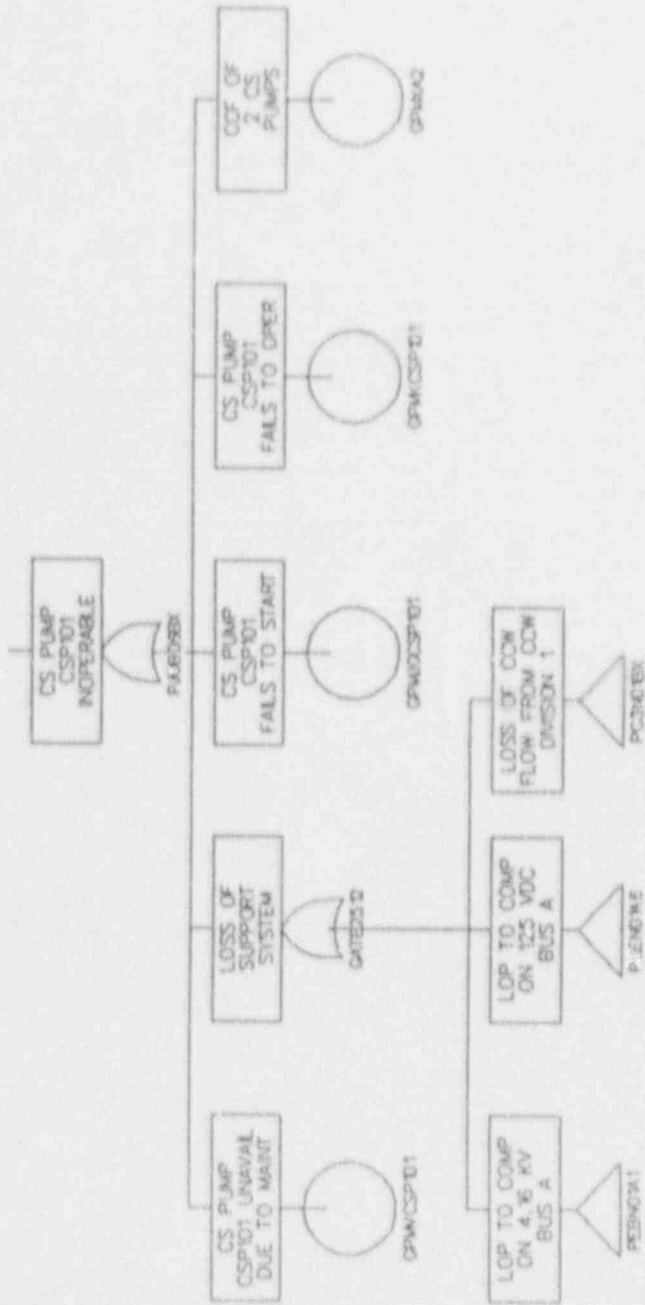 CS PUMP
CSP101
INOPERABLE
CS PUMP
CSP101 UNAVAIL
DUE TO MAINT
LOSS OF
SUPPORT
SYSTEM
GATE2512
CS PUMP
CSP101
FAILS TO START
CS PUMP
CSP101
FAILS TO OPER
CCF OF
2 CS
PUMPS
LOP TO COMP
ON 4.16 KV
BUS A
LOP TO COMP
ON 125 VDC
BUS A
LOSS OF CCW
FLOW FROM CCW
DIVISION 1